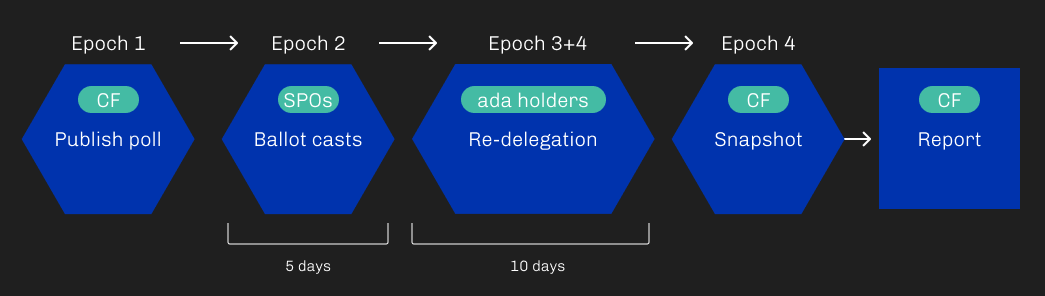 Epoch 1
Epoch 2
Epoch 3+4
Epoch 4
CF
SPOs
ada holders
CF
CF
Publish poll
Ballot casts
Re-delegation
Snapshot
Report
5 days
10 days